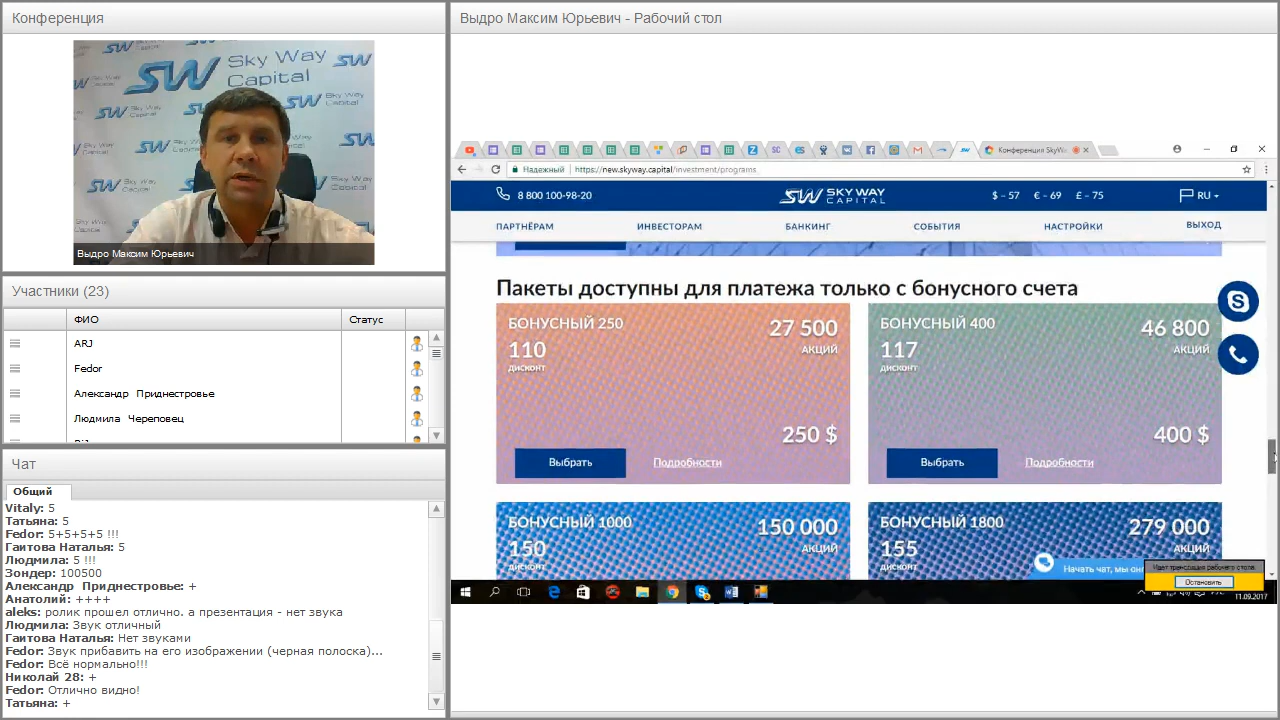 Конференция
Sky Way
Capital
Выдро Максим Юрьевич
Участники (23)
ФИО
Статус
ARJ
Fedor
Александр Приднестровье
Людмила Череповец
Чат
Общий
Vitaly: 5
Татьяна: 5
Fedor: 5+5+5+5 !!!
Гаитова Наталья: 5
Людмила: 5 !!!
Зондер: 100500
Александр Приднестровье: +
Анатолий: ++++
aleks: ролик прошел отлично. а презентация - нет звука
Людмила: Звук отличный
Гаитова Наталья: Нет звуками
Fedor: Звук прибавить на его изображении (черная полоска)...
Fedor: Всё нормально!!!
Николай 28: +
Fedor: Отлично видно!
Татьяна: +
Выдро Максим Юрьевич - Рабочий стол
Конференция SkyWa
Надежный
https://new.skyway.capital/investment/programs
8 800 100-98-20
SKY WAY
CAPITAL
$ – 57 € – 69 £ – 75
RU
ПАРТНЁРАМ
ИНВЕСТОРАМ
БАНКИНГ
СОБЫТИЯ
НАСТРОЙКИ
ВЫХОД
Пакеты доступны для платежа только с бонусного счета
БОНУСНЫЙ 250
27 500
АКЦИЙ
110
дисконт
250 $
Выбрать
Подробности
БОНУСНЫЙ 400
46 800
АКЦИЙ
117
дисконт
400 $
Выбрать
Подробности
БОНУСНЫЙ 1000
150 000
АКЦИЙ
150
дисконт
БОНУСНЫЙ 1800
279 000
АКЦИЙ
155
дисконт
Начать чат, мы
Идет трансляция рабочего стола
Остановить
11.09.2017